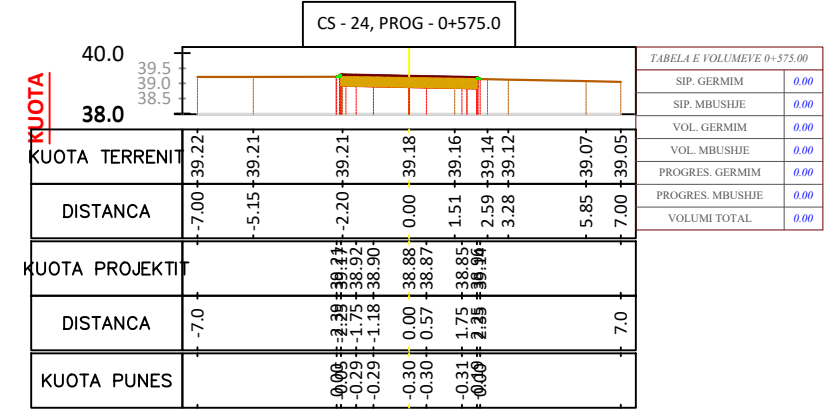 CS - 24, PROG - 0+575.0
40.0
39.5
39.0
38.5
38.0
KUOTA
TABELA E VOLUMEVE 0+575.00
SIP. GERMIM 0.00
SIP. MBUSHJE 0.00
VOL. GERMIM 0.00
VOL. MBUSHJE 0.00
PROGRES. GERMIM 0.00
PROGRES. MBUSHJE 0.00
VOLUMI TOTAL 0.00
KUOTA TERRENIT 39.22 39.21 39.21 39.18 39.16 39.14 39.12 39.07 39.05
DISTANCA -7.00 -5.15 -2.20 0.00 1.51 2.59 3.28 5.85 7.00
KUOTA PROJEKTIT 38.92 38.90 38.88 38.87 38.85
DISTANCA -7.0 -1.75 -1.18 0.00 0.57 1.75 7.0
KUOTA PUNES -0.29 -0.29 -0.30 -0.30 -0.31